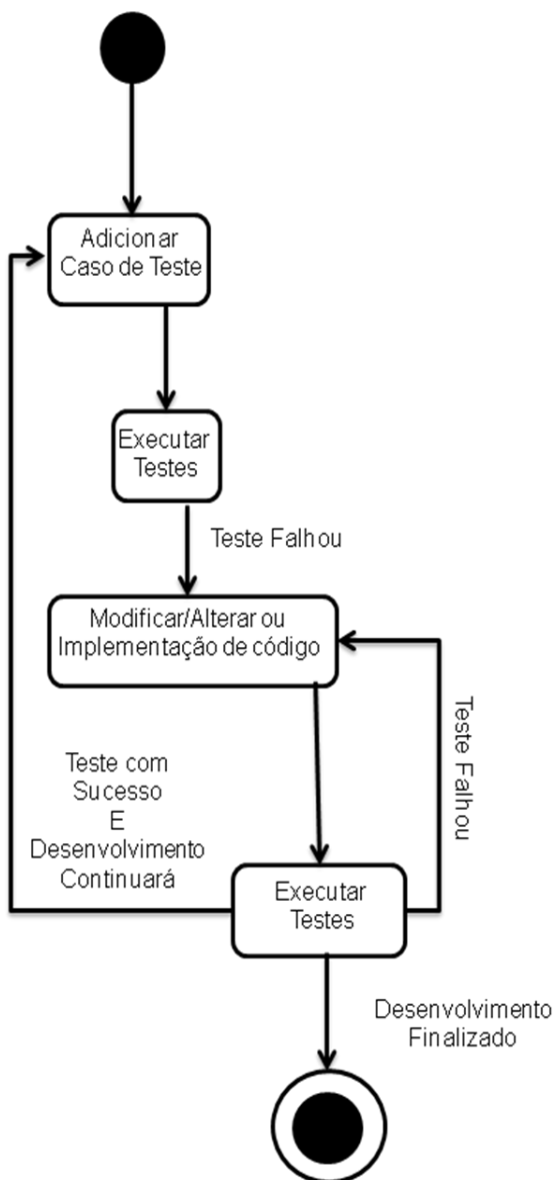 Adicionar
Caso de Teste
Executar
Testes
Teste Falhou
Modificar/Alterar ou
Implementação de código
Teste Falhou
Teste com
Sucesso
E
Desenvolvimento
Continuará
Executar
Testes
Desenvolvimento
Finalizado